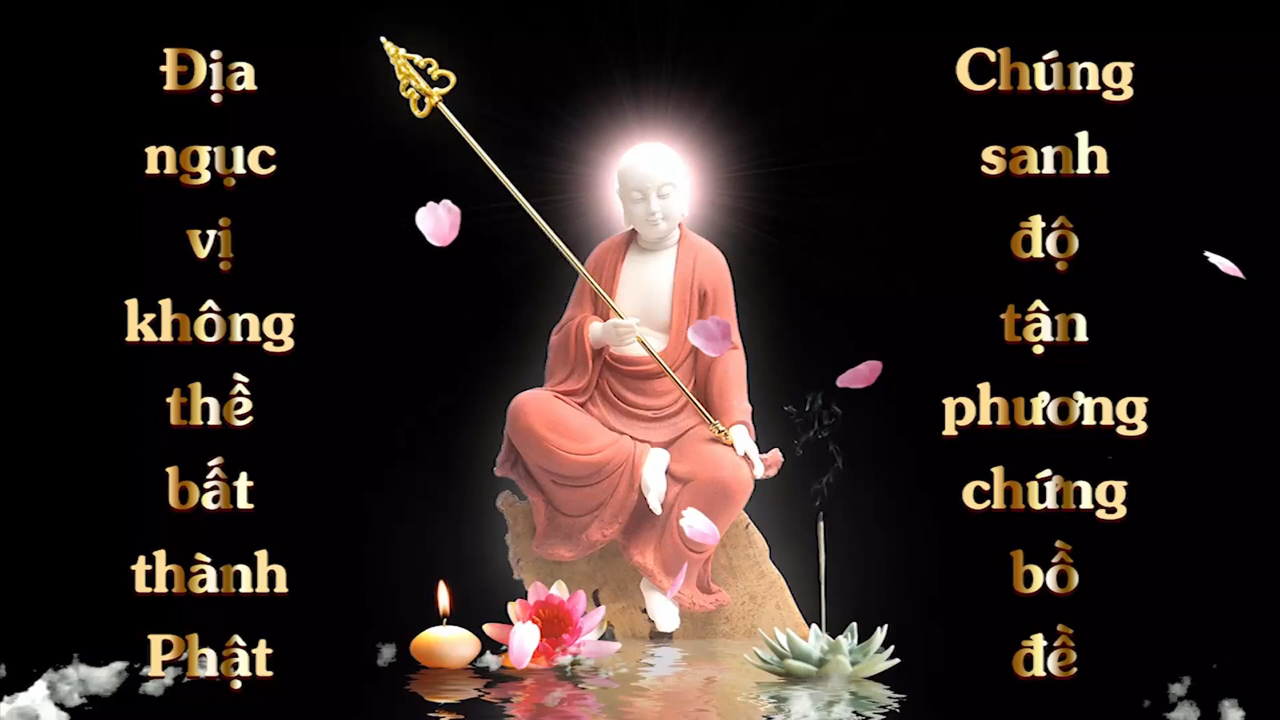 Địa
ngục
vị
không
thề
bất
thành
Phật
Chúng
sanh
độ
tận
phương
chứng
bồ
đề